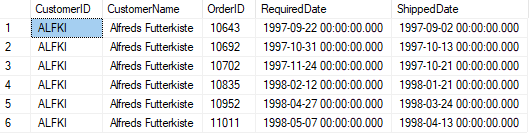 CustomerID CustomerName OrderID RequiredDate ShippedDate
1 ALFKI Alfreds Futterkiste 10643 1997-09-22 00:00:00.000 1997-09-02 00:00:00.000
2 ALFKI Alfreds Futterkiste 10692 1997-10-31 00:00:00.000 1997-10-13 00:00:00.000
3 ALFKI Alfreds Futterkiste 10702 1997-11-24 00:00:00.000 1997-10-21 00:00:00.000
4 ALFKI Alfreds Futterkiste 10835 1998-02-12 00:00:00.000 1998-01-21 00:00:00.000
5 ALFKI Alfreds Futterkiste 10952 1998-04-27 00:00:00.000 1998-03-24 00:00:00.000
6 ALFKI Alfreds Futterkiste 11011 1998-05-07 00:00:00.000 1998-04-13 00:00:00.000